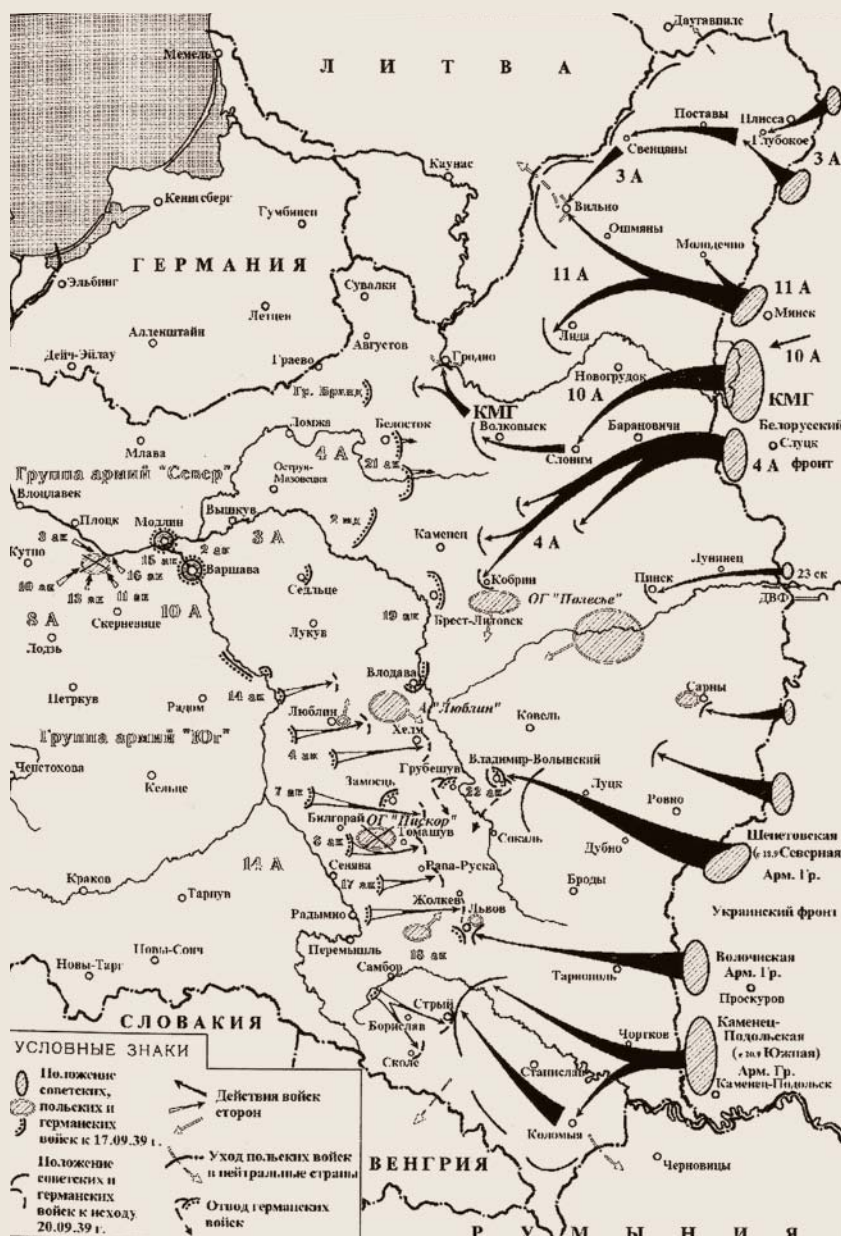 Даугавпилс
Мемель
Л И Т В А
Поставы
Плисса
Глубокое
Свенцяны
3 А
3 А
Каунас
Вильно
Кенигсберг
Гумбинен
Ошмяны
Молодечно
ГЕРМАНИЯ
Эльбинг
Сувалки
11 А
11 А
Минск
Летцен
Лида
Алленштайн
Августов
Дейч-Эйлау
Граево
Гродно
10 А
Новогрудок
10 А
КМГ
КМГ
Волковыск
Барановичи
Белорусский
фронт
Слуцк
Ломжа
Белосток
Млава
4 А
21 ак
Слоним
4 А
Группа армий "Север"
Влоцлавек
Вышкув
Плоцк
Модлин
3 А
Каменец
4 А
3 ак
2 ак
15 ак
16 ак
Кутно
Варшава
Лунинец
10 ак
13 ак
11 ак
Седльце
Кобрин
Пинск
23 ск
ДВФ
8 А
Скерневице
10 А
19 ак
Брест-Литовск
ОГ "Полесье"
Лодзь
Лукув
Влодава
Петркув
Радом
14 ак
Сарны
Люблин
Ковель
Хелм
Группа армий "Юг"
4 ак
Грубешув
Владимир-Волынский
22 ак
Луцк
Ченстохова
Кельце
7 ак
Замосць
Ровно
Билгорай
ОГ "Пискор"
Томашув
Сокаль
Дубно
Шепетовская
(с 18.9 Северная)
Арм. Гр.
8 ак
14 А
Сенява
Рава-Руска
Броды
Краков
Тарнув
17 ак
Жолкев
Львов
Украинский фронт
Радымно
Перемышль
18 ак
Волочиская
Арм. Гр.
Новы-Сонч
Новы-Тарг
Самбор
Тарнополь
Проскуров
СЛОВАКИЯ
Стрый
Борислав
Чортков
Каменец-
Подольская
(с 20.9 Южная)
Арм. Гр.
Сколе
Станислав
Каменец-Подольск
Коломыя
ВЕНГРИЯ
Черновицы
Р У М Ы Н И Я
УСЛОВНЫЕ ЗНАКИ
Положение
советских,
польских и
германских
войск к 17.09.39 г.
Положение
советских и
германских
войск к исходу
20.09.39 г.
Действия войск
сторон
Уход польских войск
в нейтральные страны
Отвод германских
войск